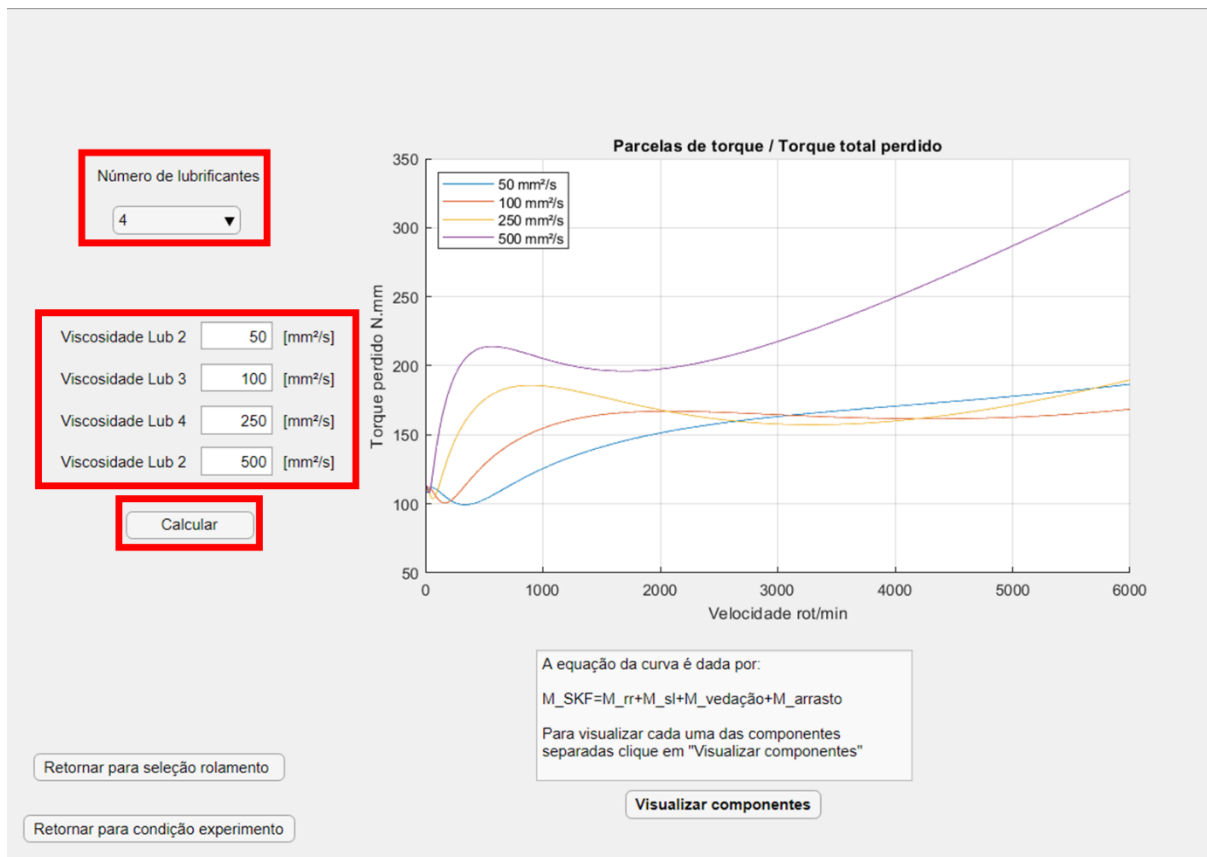 Número de lubrificantes
4
Viscosidade Lub 2 50 [mm²/s]
Viscosidade Lub 3 100 [mm²/s]
Viscosidade Lub 4 250 [mm²/s]
Viscosidade Lub 2 500 [mm²/s]
Calcular
Parcelas de torque / Torque total perdido
350
300
250
200
150
100
50
Torque perdido N.mm
50 mm²/s
100 mm²/s
250 mm²/s
500 mm²/s
0 1000 2000 3000 4000 5000 6000
Velocidade rot/min
A equação da curva é dada por:
M_SKF=M_rr+M_sl+M_vedação+M_arrasto
Para visualizar cada uma das componentes
separadas clique em "Visualizar componentes"
Visualizar componentes
Retornar para seleção rolamento
Retornar para condição experimento